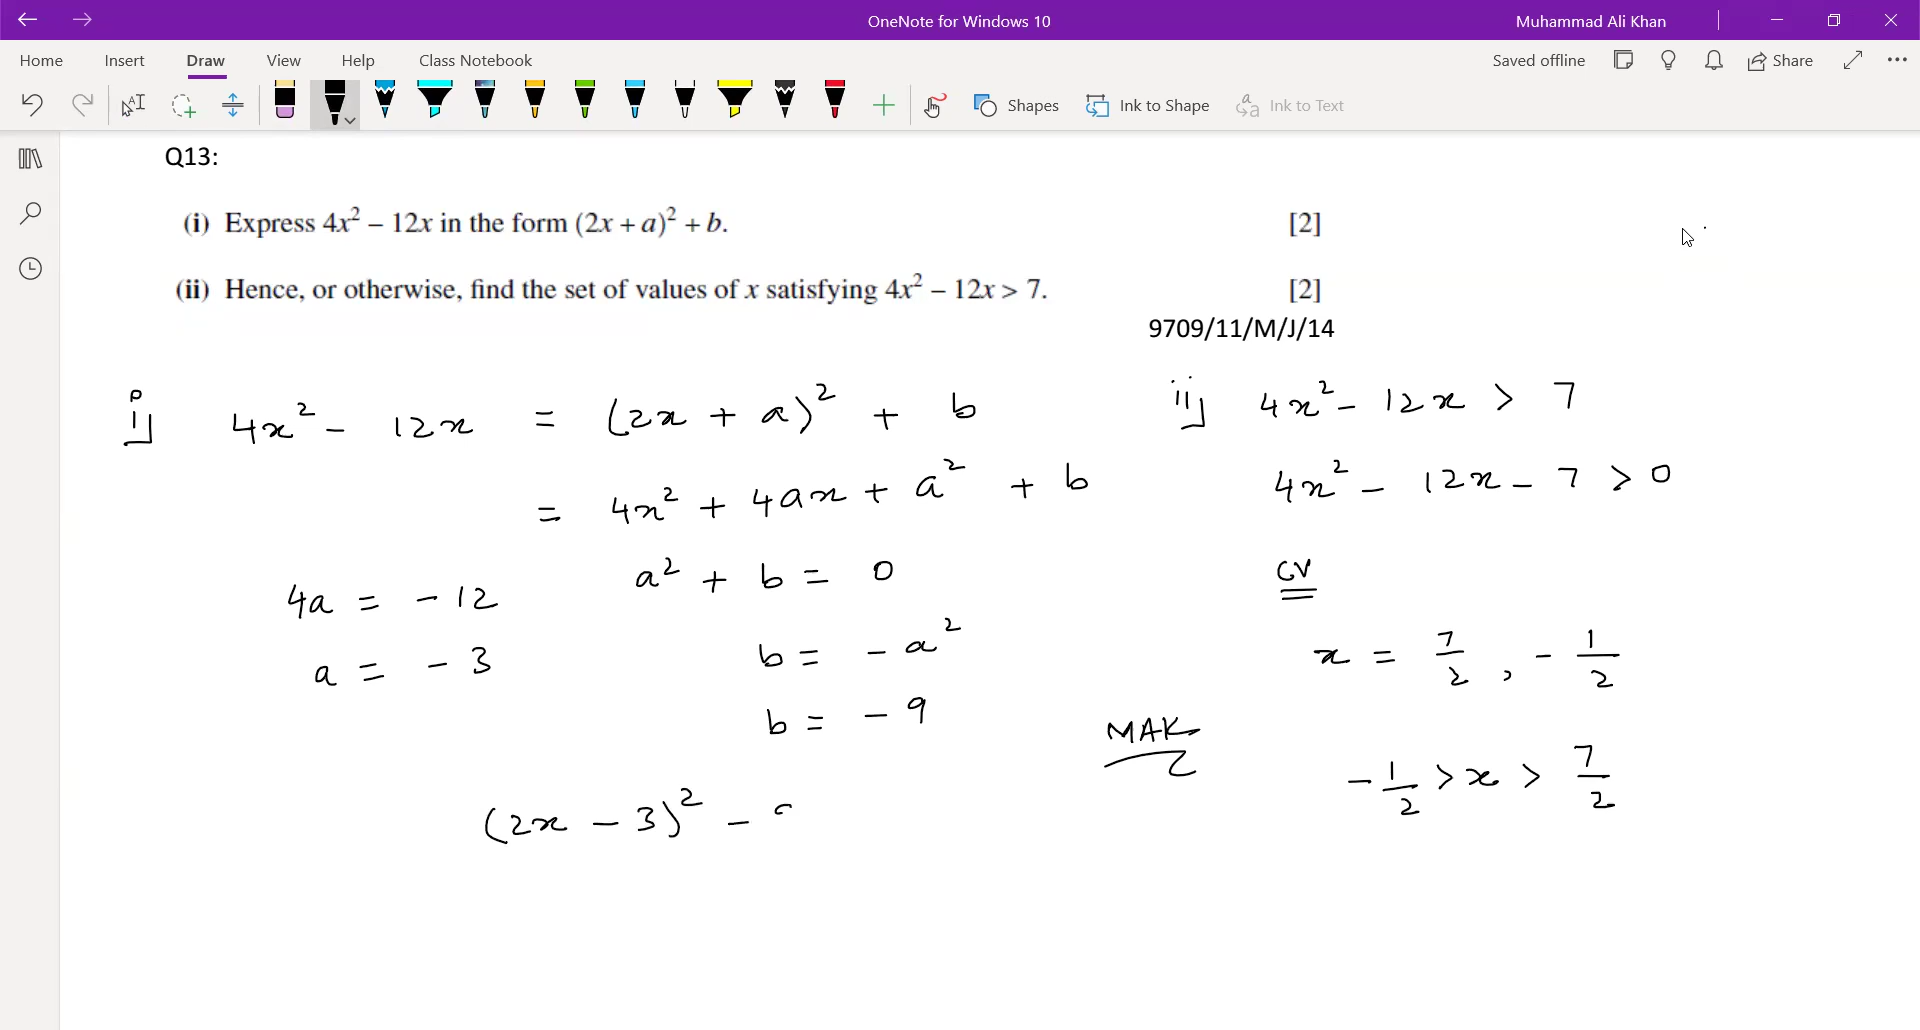 OneNote for Windows 10
Muhammad Ali Khan
Home Insert Draw View Help Class Notebook
Saved offline
Share
Shapes
Ink to Shape
Ink to Text
Q13:
(i) Express 4x² – 12x in the form (2x + a)² + b. [2]
(ii) Hence, or otherwise, find the set of values of x satisfying 4x² – 12x > 7. [2]
9709/11/M/J/14
i) 4x² - 12x = (2x + a)² + b
= 4x² + 4ax + a² + b
4a = -12
a = -3
a² + b = 0
b = -a²
b = -9
(2x - 3)² -
ii) 4x² - 12x > 7
4x² - 12x - 7 > 0
CV
x = 7/2, -1/2
MAK
-1/2 > x > 7/2